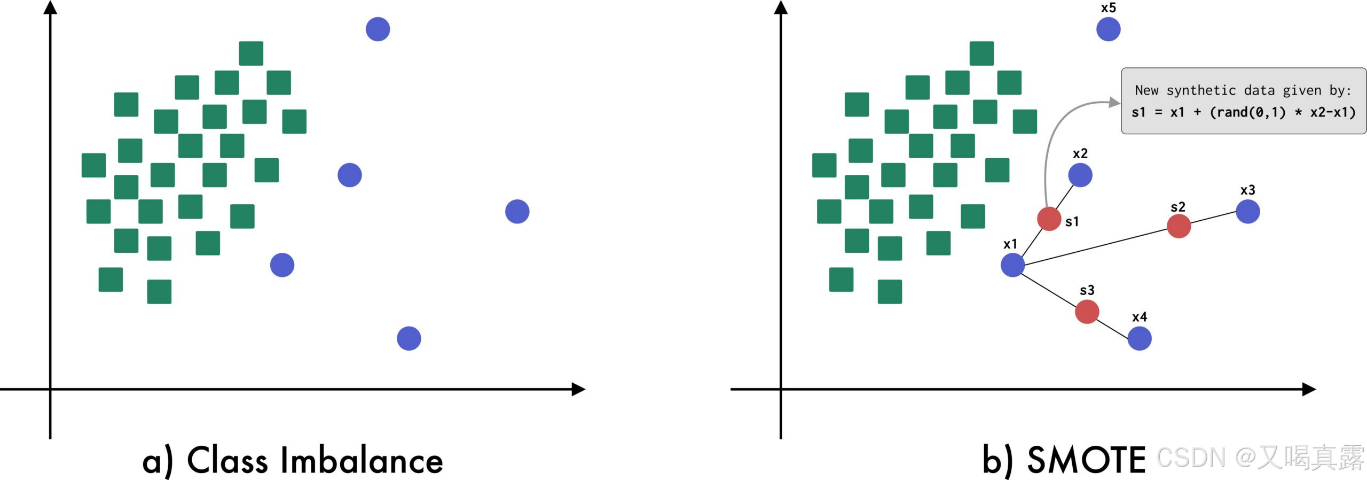 x5
New synthetic data given by:
s1 = x1 + (rand(0,1) * x2-x1)
x2
x3
s2
s1
x1
s3
x4
a) Class Imbalance
b) SMOTE
CSDN @又喝真露